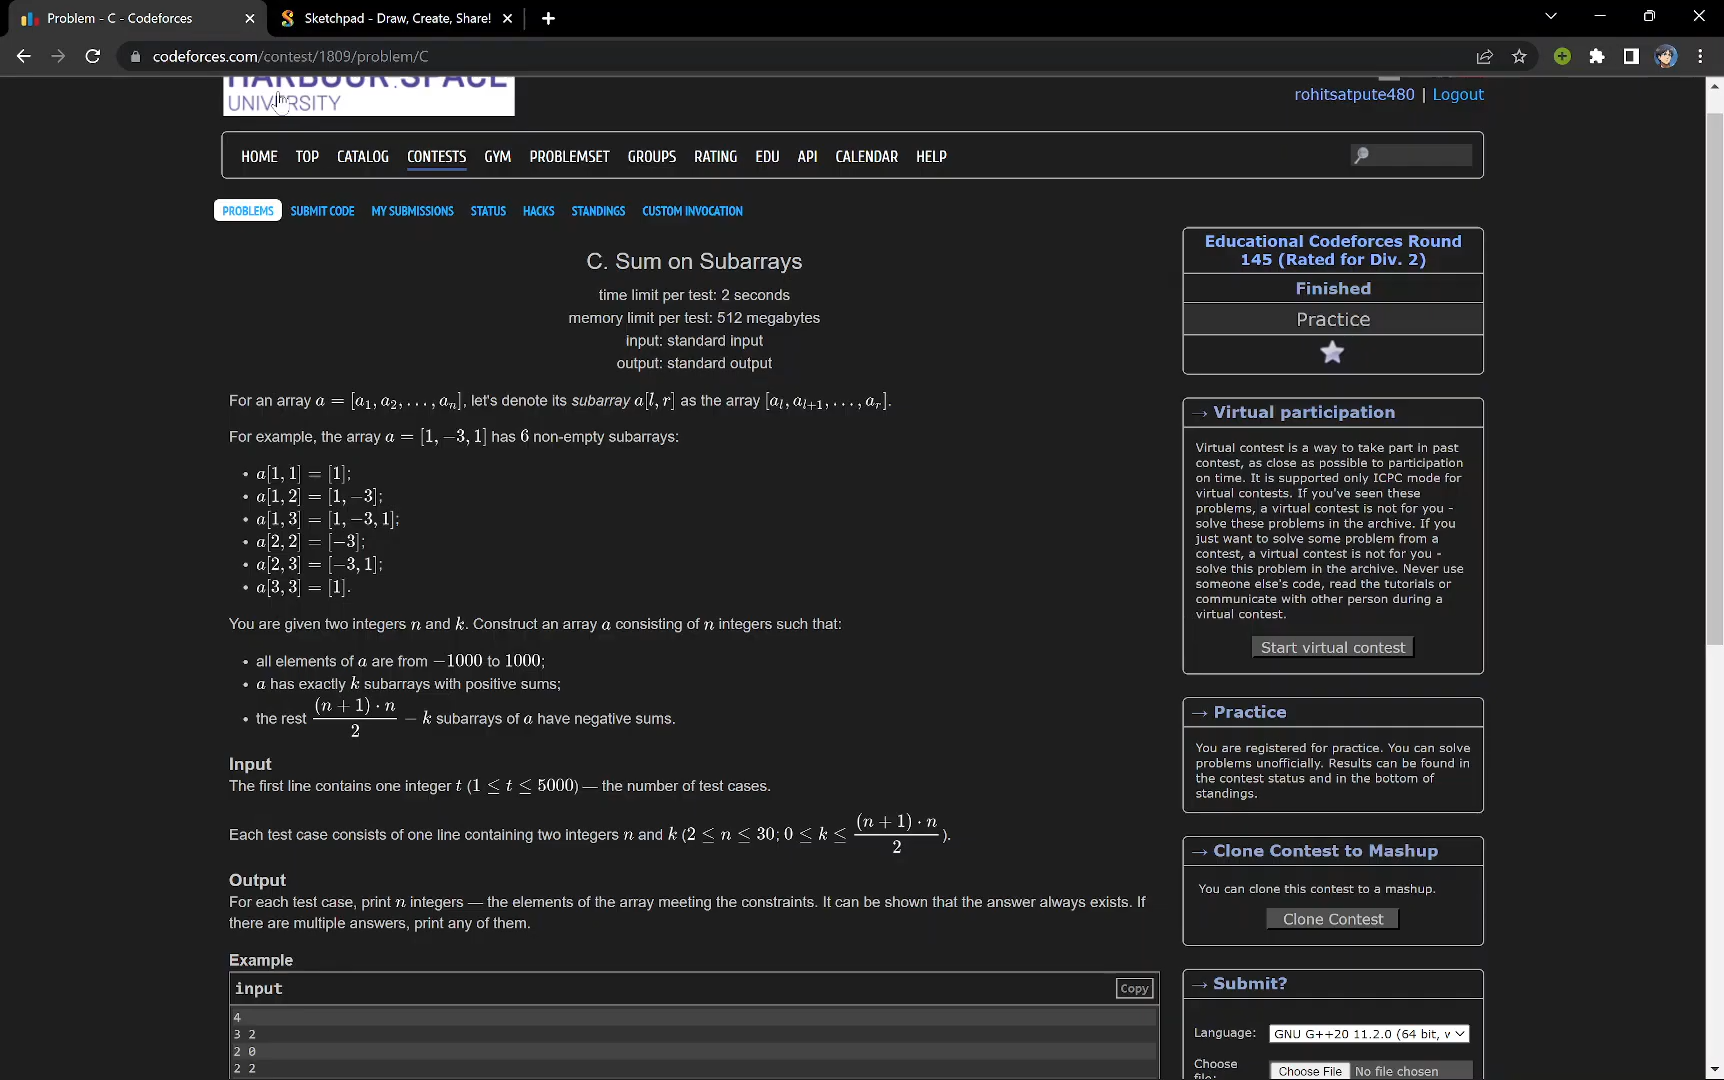 Problem - C - Codeforces
Sketchpad - Draw, Create, Share!
codeforces.com/contest/1809/problem/C
HARBOUR.SPACE
UNIVERSITY
rohitsatpute480 | Logout
HOME TOP CATALOG CONTESTS GYM PROBLEMSET GROUPS RATING EDU API CALENDAR HELP
PROBLEMS SUBMIT CODE MY SUBMISSIONS STATUS HACKS STANDINGS CUSTOM INVOCATION
C. Sum on Subarrays
time limit per test: 2 seconds
memory limit per test: 512 megabytes
input: standard input
output: standard output
For an array a = [a₁, a₂, . . . , aₙ], let's denote its subarray a[l, r] as the array [aₗ, aₗ₊₁, . . . , aᵣ].
For example, the array a = [1, −3, 1] has 6 non-empty subarrays:
• a[1, 1] = [1];
• a[1, 2] = [1, −3];
• a[1, 3] = [1, −3, 1];
• a[2, 2] = [−3];
• a[2, 3] = [−3, 1];
• a[3, 3] = [1].
You are given two integers n and k. Construct an array a consisting of n integers such that:
• all elements of a are from −1000 to 1000;
• a has exactly k subarrays with positive sums;
• the rest (n + 1) · n / 2 − k subarrays of a have negative sums.
Input
The first line contains one integer t (1 ≤ t ≤ 5000) — the number of test cases.
Each test case consists of one line containing two integers n and k (2 ≤ n ≤ 30; 0 ≤ k ≤ (n + 1) · n / 2).
Output
For each test case, print n integers — the elements of the array meeting the constraints. It can be shown that the answer always exists. If
there are multiple answers, print any of them.
Example
input
Copy
4
3 2
2 0
2 2
Educational Codeforces Round
145 (Rated for Div. 2)
Finished
Practice
→ Virtual participation
Virtual contest is a way to take part in past
contest, as close as possible to participation
on time. It is supported only ICPC mode for
virtual contests. If you've seen these
problems, a virtual contest is not for you -
solve these problems in the archive. If you
just want to solve some problem from a
contest, a virtual contest is not for you -
solve this problem in the archive. Never use
someone else's code, read the tutorials or
communicate with other person during a
virtual contest.
Start virtual contest
→ Practice
You are registered for practice. You can solve
problems unofficially. Results can be found in
the contest status and in the bottom of
standings.
→ Clone Contest to Mashup
You can clone this contest to a mashup.
Clone Contest
→ Submit?
Language: GNU G++20 11.2.0 (64 bit, v
Choose
file:
Choose File No file chosen